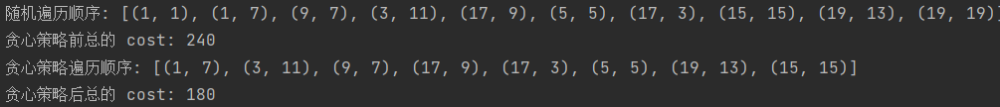 随机遍历顺序: [(1, 1), (1, 7), (9, 7), (3, 11), (17, 9), (5, 5), (17, 3), (15, 15), (19, 13), (19, 19)]
贪心策略前总的 cost: 240
贪心策略遍历顺序: [(1, 7), (3, 11), (9, 7), (17, 9), (17, 3), (5, 5), (19, 13), (15, 15)]
贪心策略后总的 cost: 180